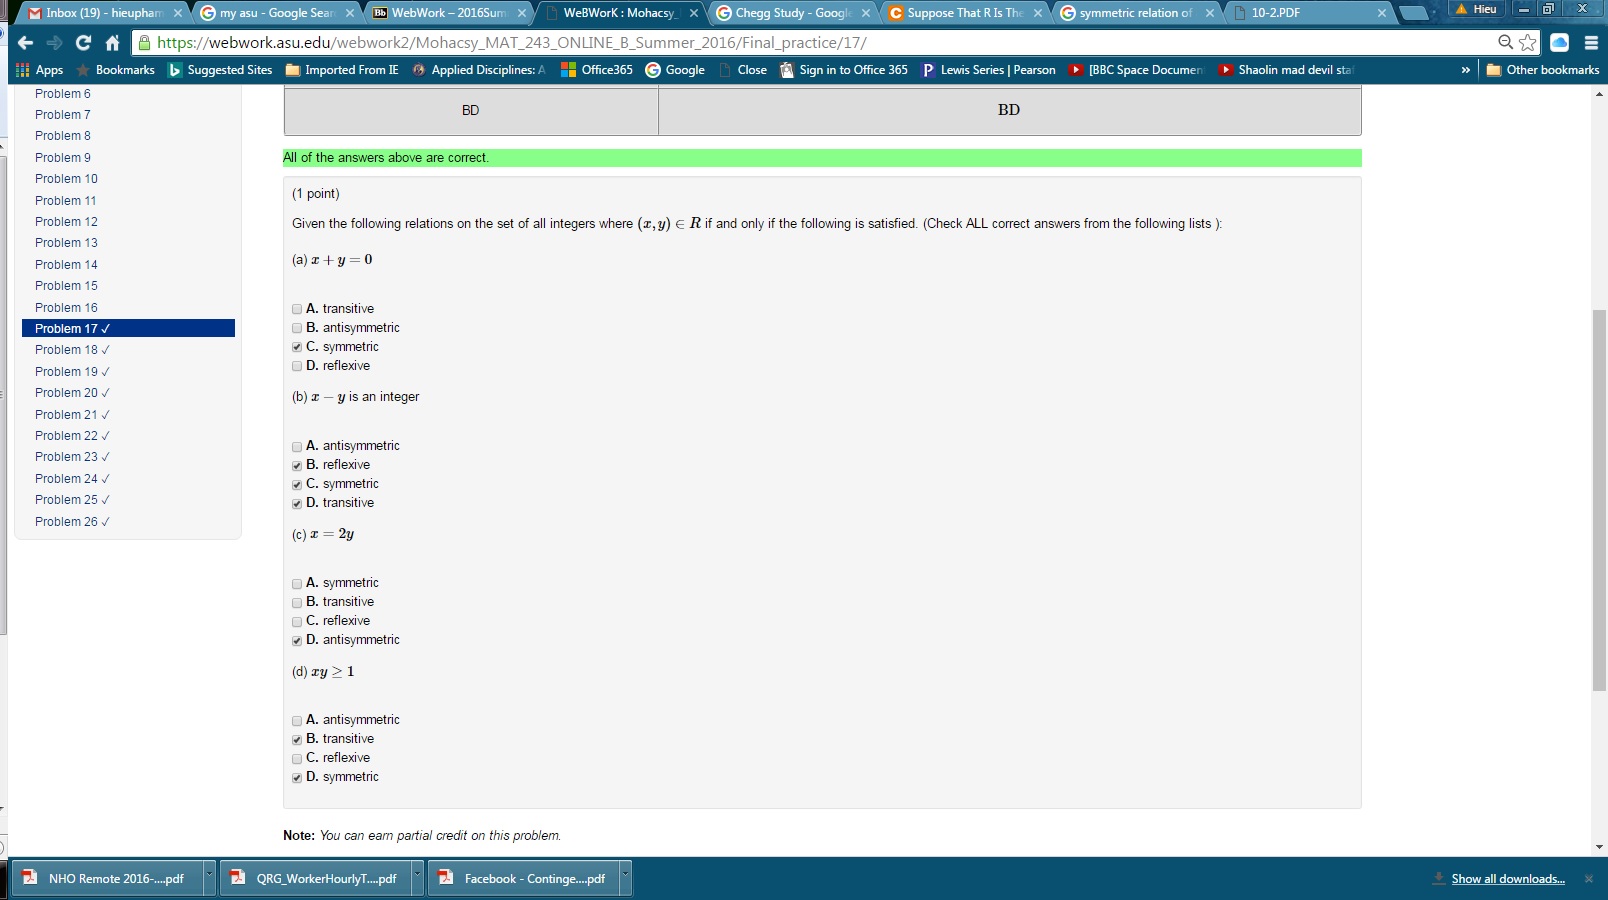 Inbox (19) - hieupham
my asu - Google Sear
Bb WebWork – 2016Sum
WeBWorK : Mohacsy_
Chegg Study - Google
Suppose That R Is The
symmetric relation of
10-2.PDF
Hieu
https://webwork.asu.edu/webwork2/Mohacsy_MAT_243_ONLINE_B_Summer_2016/Final_practice/17/
Apps Bookmarks Suggested Sites Imported From IE Applied Disciplines: A Office365 Google Close Sign in to Office 365 Lewis Series | Pearson [BBC Space Documen Shaolin mad devil sta » Other bookmarks
Problem 6
Problem 7
Problem 8
Problem 9
Problem 10
Problem 11
Problem 12
Problem 13
Problem 14
Problem 15
Problem 16
Problem 17 ✓
Problem 18 ✓
Problem 19 ✓
Problem 20 ✓
Problem 21 ✓
Problem 22 ✓
Problem 23 ✓
Problem 24 ✓
Problem 25 ✓
Problem 26 ✓
BD BD
All of the answers above are correct.
(1 point)
Given the following relations on the set of all integers where (x, y) ∈ R if and only if the following is satisfied. (Check ALL correct answers from the following lists ):
(a) x + y = 0
A. transitive
B. antisymmetric
C. symmetric
D. reflexive
(b) x − y is an integer
A. antisymmetric
B. reflexive
C. symmetric
D. transitive
(c) x = 2y
A. symmetric
B. transitive
C. reflexive
D. antisymmetric
(d) xy ≥ 1
A. antisymmetric
B. transitive
C. reflexive
D. symmetric
Note: You can earn partial credit on this problem.
NHO Remote 2016-....pdf
QRG_WorkerHourlyT....pdf
Facebook - Continge....pdf
Show all downloads...